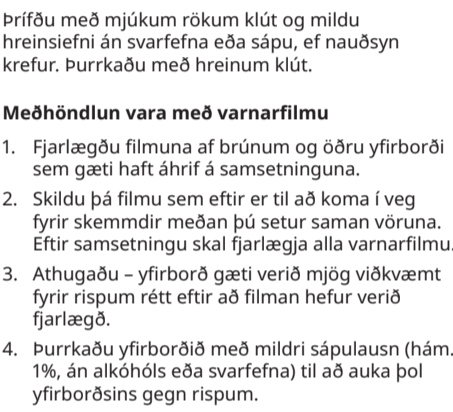 Þrífðu með mjúkum rökum klút og mildu
hreinsiefni án svarfefna eða sápu, ef nauðsyn
krefur. Þurrkaðu með hreinum klút.
Meðhöndlun vara með varnarfilmu
1. Fjarlægðu filmuna af brúnum og öðru yfirborði
sem gæti haft áhrif á samsetninguna.
2. Skildu þá filmu sem eftir er til að koma í veg
fyrir skemmdir meðan þú setur saman vöruna.
Eftir samsetningu skal fjarlægja alla varnarfilmu.
3. Athugaðu – yfirborð gæti verið mjög viðkvæmt
fyrir rispum rétt eftir að filman hefur verið
fjarlægð.
4. Þurrkaðu yfirborðið með mildri sápulausn (hám.
1%, án alkóhóls eða svarfefna) til að auka þol
yfirborðsins gegn rispum.